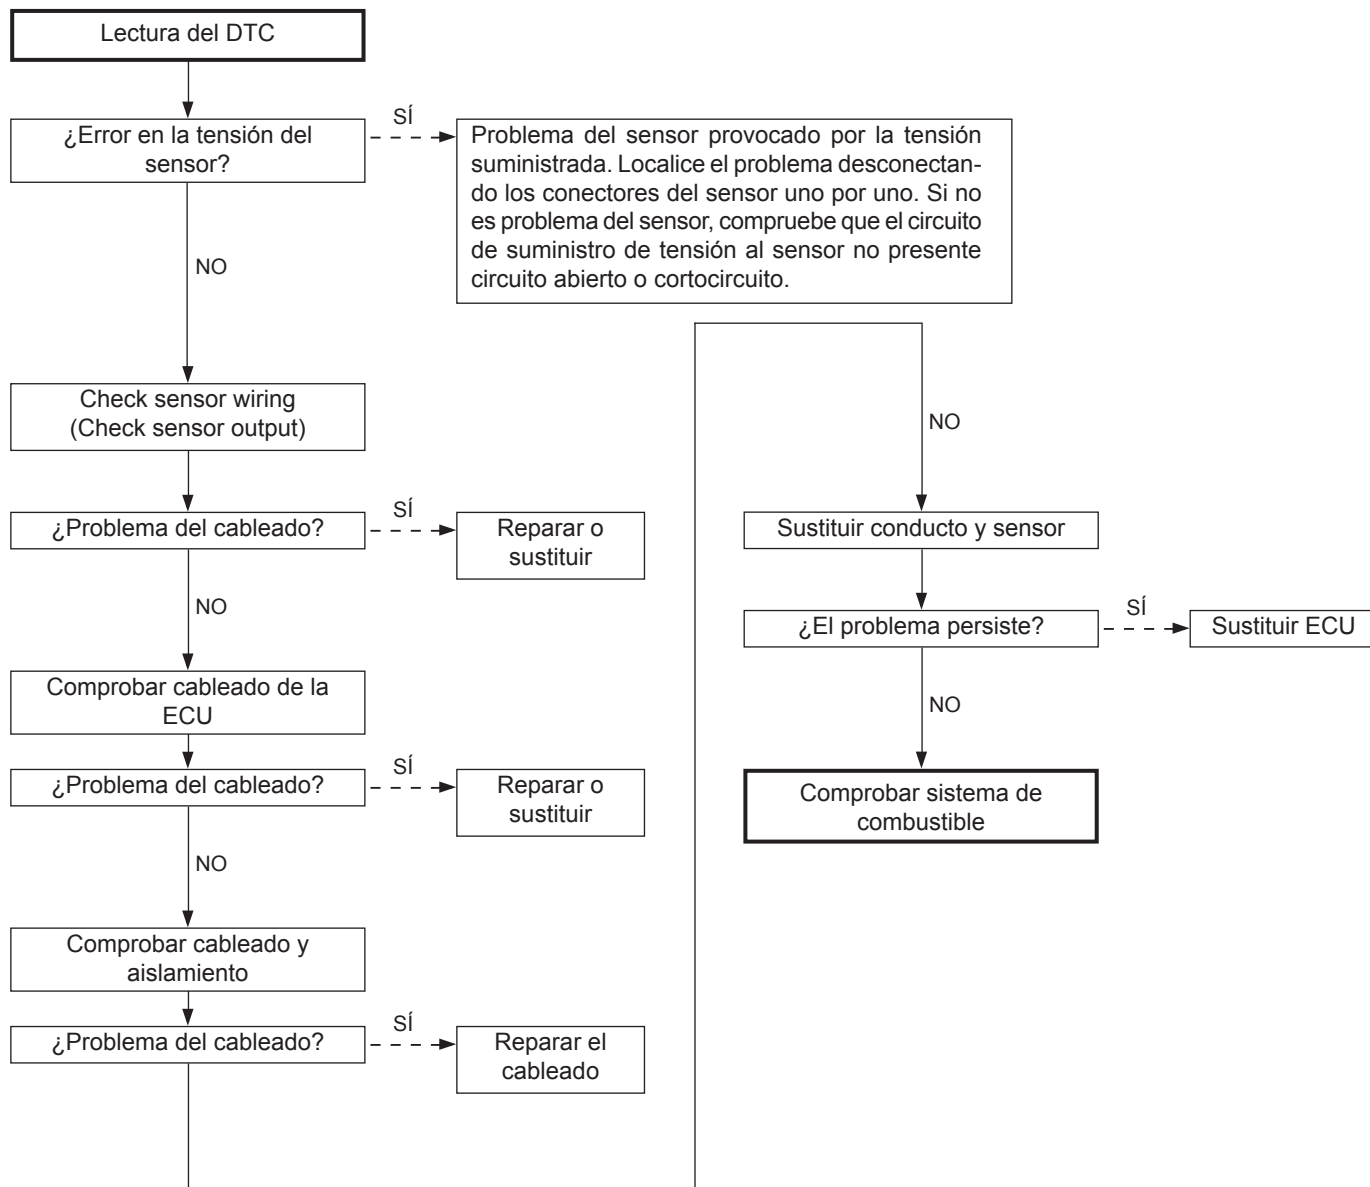 Lectura del DTC
¿Error en la tensión del
sensor?
SÍ
Problema del sensor provocado por la tensión
suministrada. Localice el problema desconectan-
do los conectores del sensor uno por uno. Si no
es problema del sensor, compruebe que el circuito
de suministro de tensión al sensor no presente
circuito abierto o cortocircuito.
NO
Check sensor wiring
(Check sensor output)
¿Problema del cableado?
SÍ
Reparar o
sustituir
NO
Comprobar cableado de la
ECU
¿Problema del cableado?
SÍ
Reparar o
sustituir
NO
Comprobar cableado y
aislamiento
¿Problema del cableado?
SÍ
Reparar el
cableado
NO
Sustituir conducto y sensor
¿El problema persiste?
SÍ
Sustituir ECU
NO
Comprobar sistema de
combustible